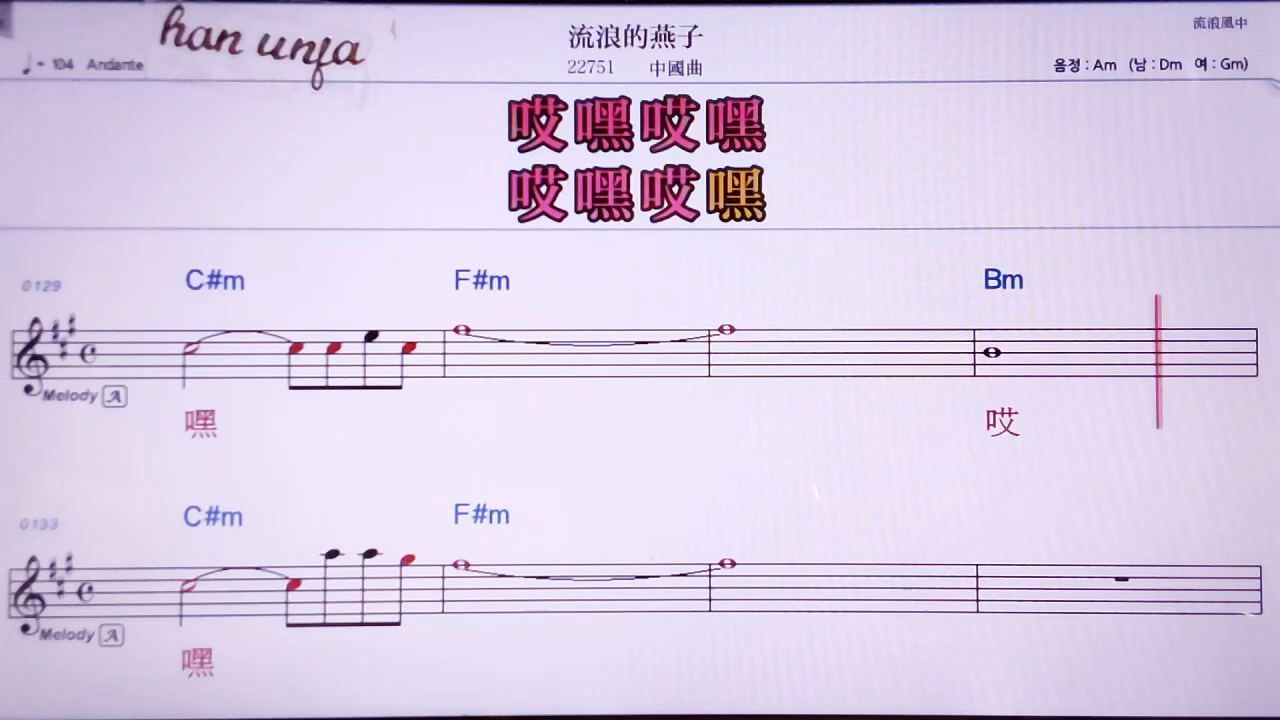 han unfa
流浪的燕子
流浪風中
♩= 104 Andante
22751 中國曲
음정 : Am (남 : Dm 여 : Gm)
哎嘿哎嘿
哎嘿哎嘿
0129 C#m F#m Bm
Melody A
嘿 哎
0133 C#m F#m
Melody A
嘿